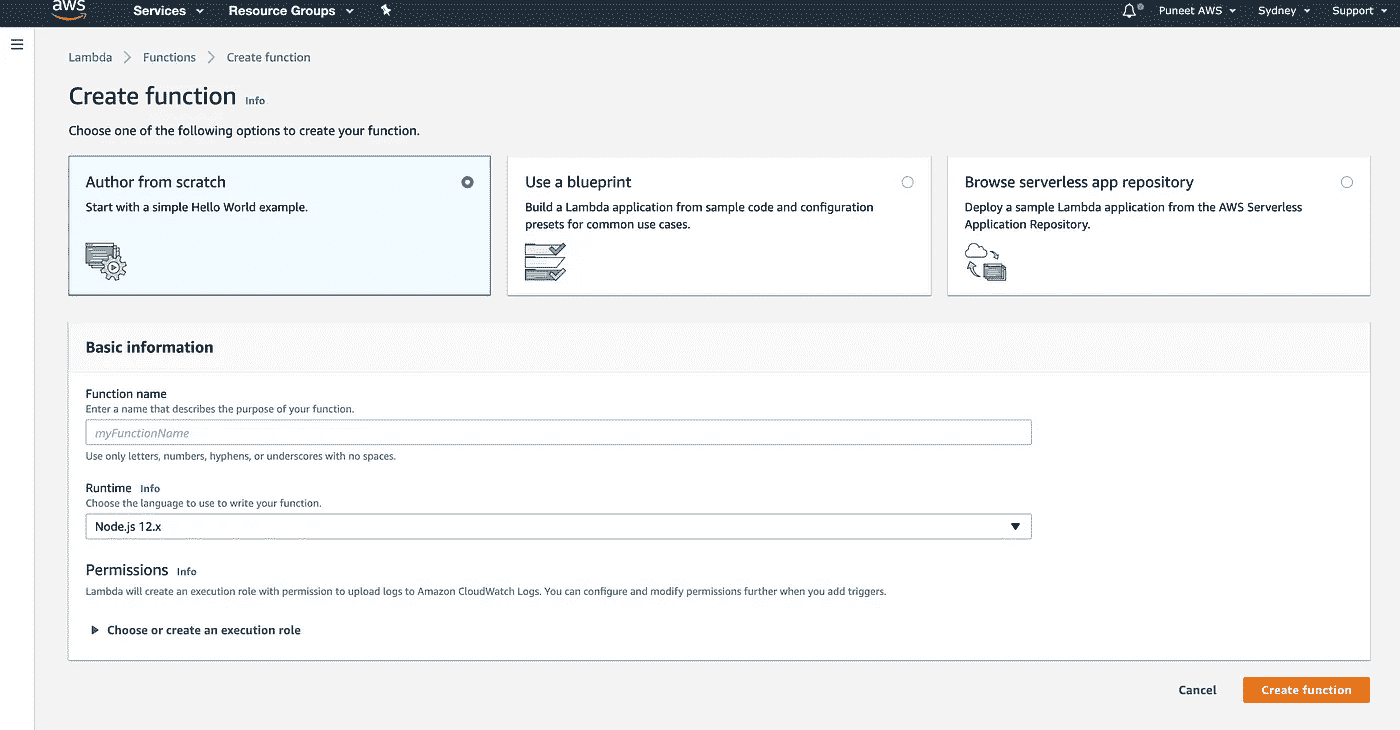 aws
Services
Resource Groups
Puneet AWS
Sydney
Support
Lambda
Functions
Create function
Create function Info
Choose one of the following options to create your function.
Author from scratch
Start with a simple Hello World example.
Use a blueprint
Build a Lambda application from sample code and configuration
presets for common use cases.
Browse serverless app repository
Deploy a sample Lambda application from the AWS Serverless
Application Repository.
Basic information
Function name
Enter a name that describes the purpose of your function.
myFunctionName
Use only letters, numbers, hyphens, or underscores with no spaces.
Runtime Info
Choose the language to use to write your function.
Node.js 12.x
Permissions Info
Lambda will create an execution role with permission to upload logs to Amazon CloudWatch Logs. You can configure and modify permissions further when you add triggers.
Choose or create an execution role
Cancel
Create function